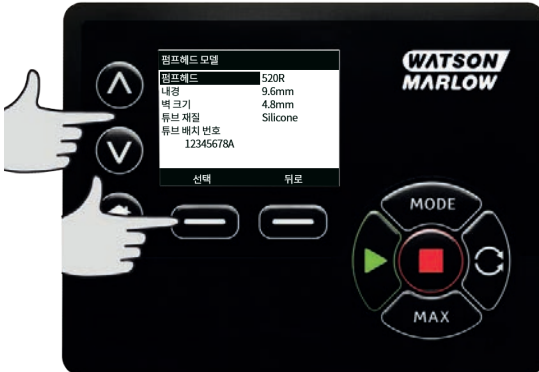 펌프헤드 모델
펌프헤드 520R
내경 9.6mm
벽 크기 4.8mm
튜브 재질 Silicone
튜브 배치 번호
12345678A
선택 뒤로
WATSON
MARLOW
MODE
MAX